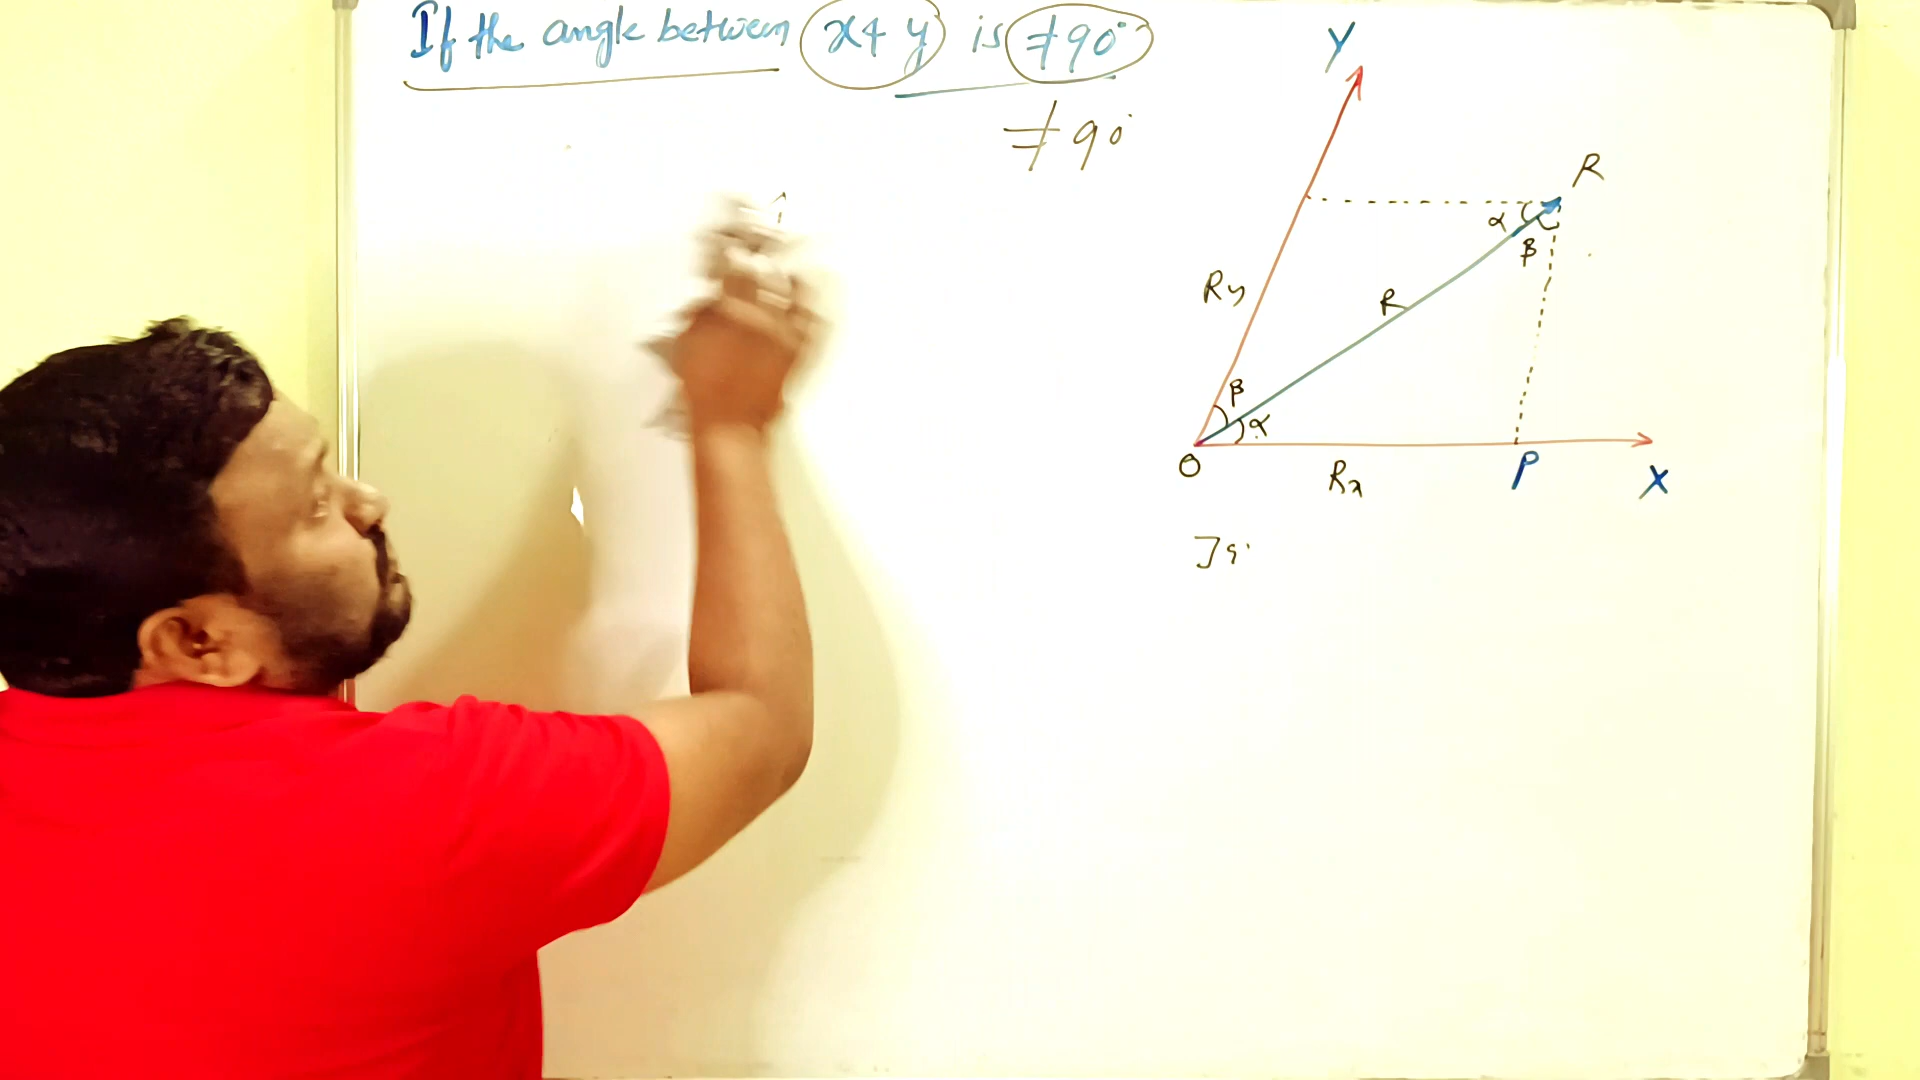 If the angle between x & y is ≠90°
≠90°
Y
R
α
β
Ry
R
β
α
O
Rx
P
X